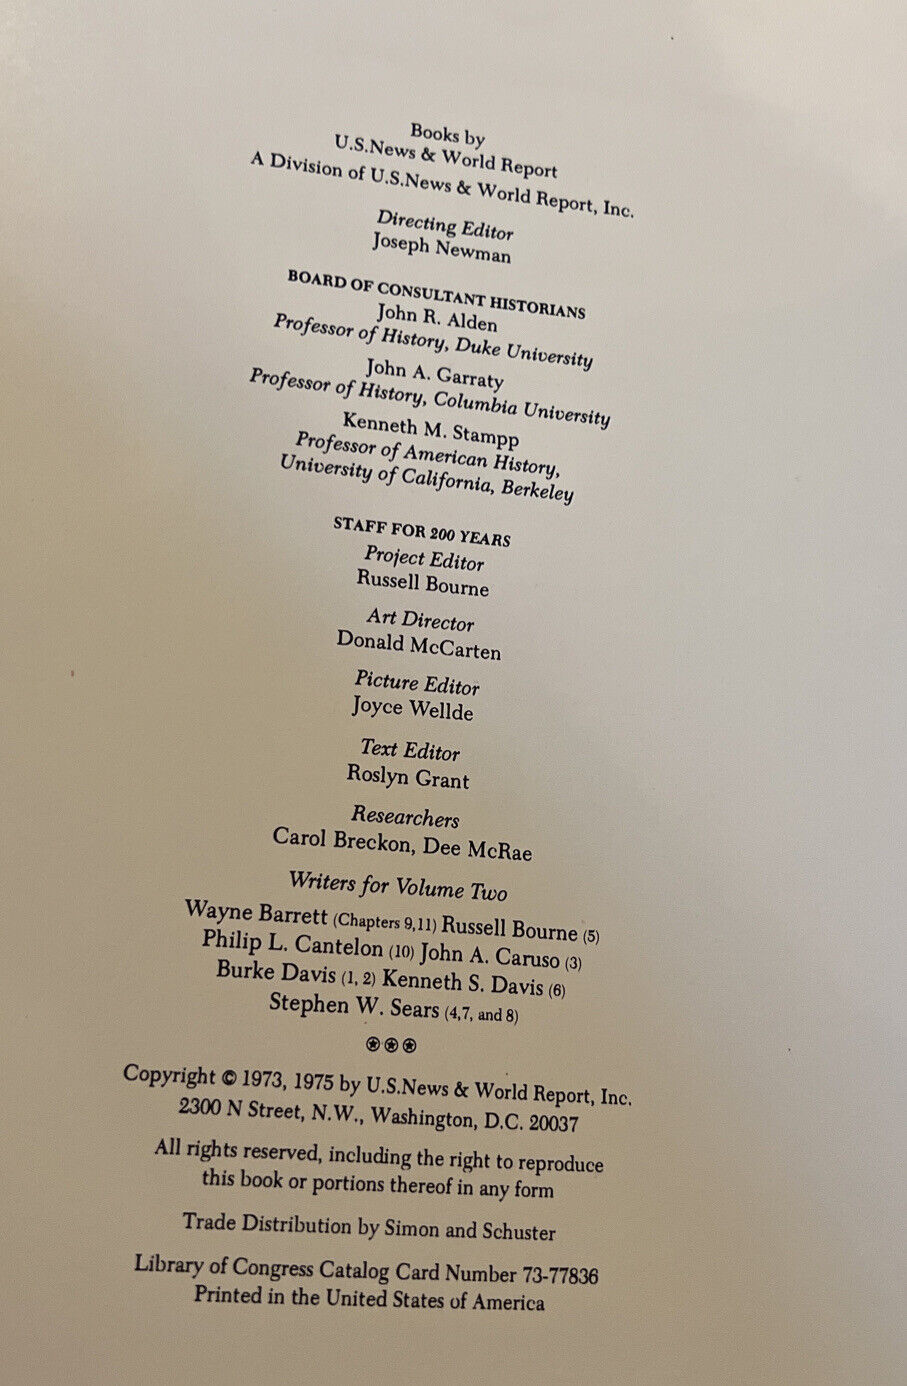 Books by
U.S.News & World Report
A Division of U.S.News & World Report, Inc.
Directing Editor
Joseph Newman
BOARD OF CONSULTANT HISTORIANS
John R. Alden
Professor of History, Duke University
John A. Garraty
Professor of History, Columbia University
Kenneth M. Stampp
Professor of American History,
University of California, Berkeley
STAFF FOR 200 YEARS
Project Editor
Russell Bourne
Art Director
Donald McCarten
Picture Editor
Joyce Wellde
Text Editor
Roslyn Grant
Researchers
Carol Breckon, Dee McRae
Writers for Volume Two
Wayne Barrett (Chapters 9,11) Russell Bourne (5)
Philip L. Cantelon (10) John A. Caruso (3)
Burke Davis (1, 2) Kenneth S. Davis (6)
Stephen W. Sears (4,7, and 8)
Copyright © 1973, 1975 by U.S.News & World Report, Inc.
2300 N Street, N.W., Washington, D.C. 20037
All rights reserved, including the right to reproduce
this book or portions thereof in any form
Trade Distribution by Simon and Schuster
Library of Congress Catalog Card Number 73-77836
Printed in the United States of America